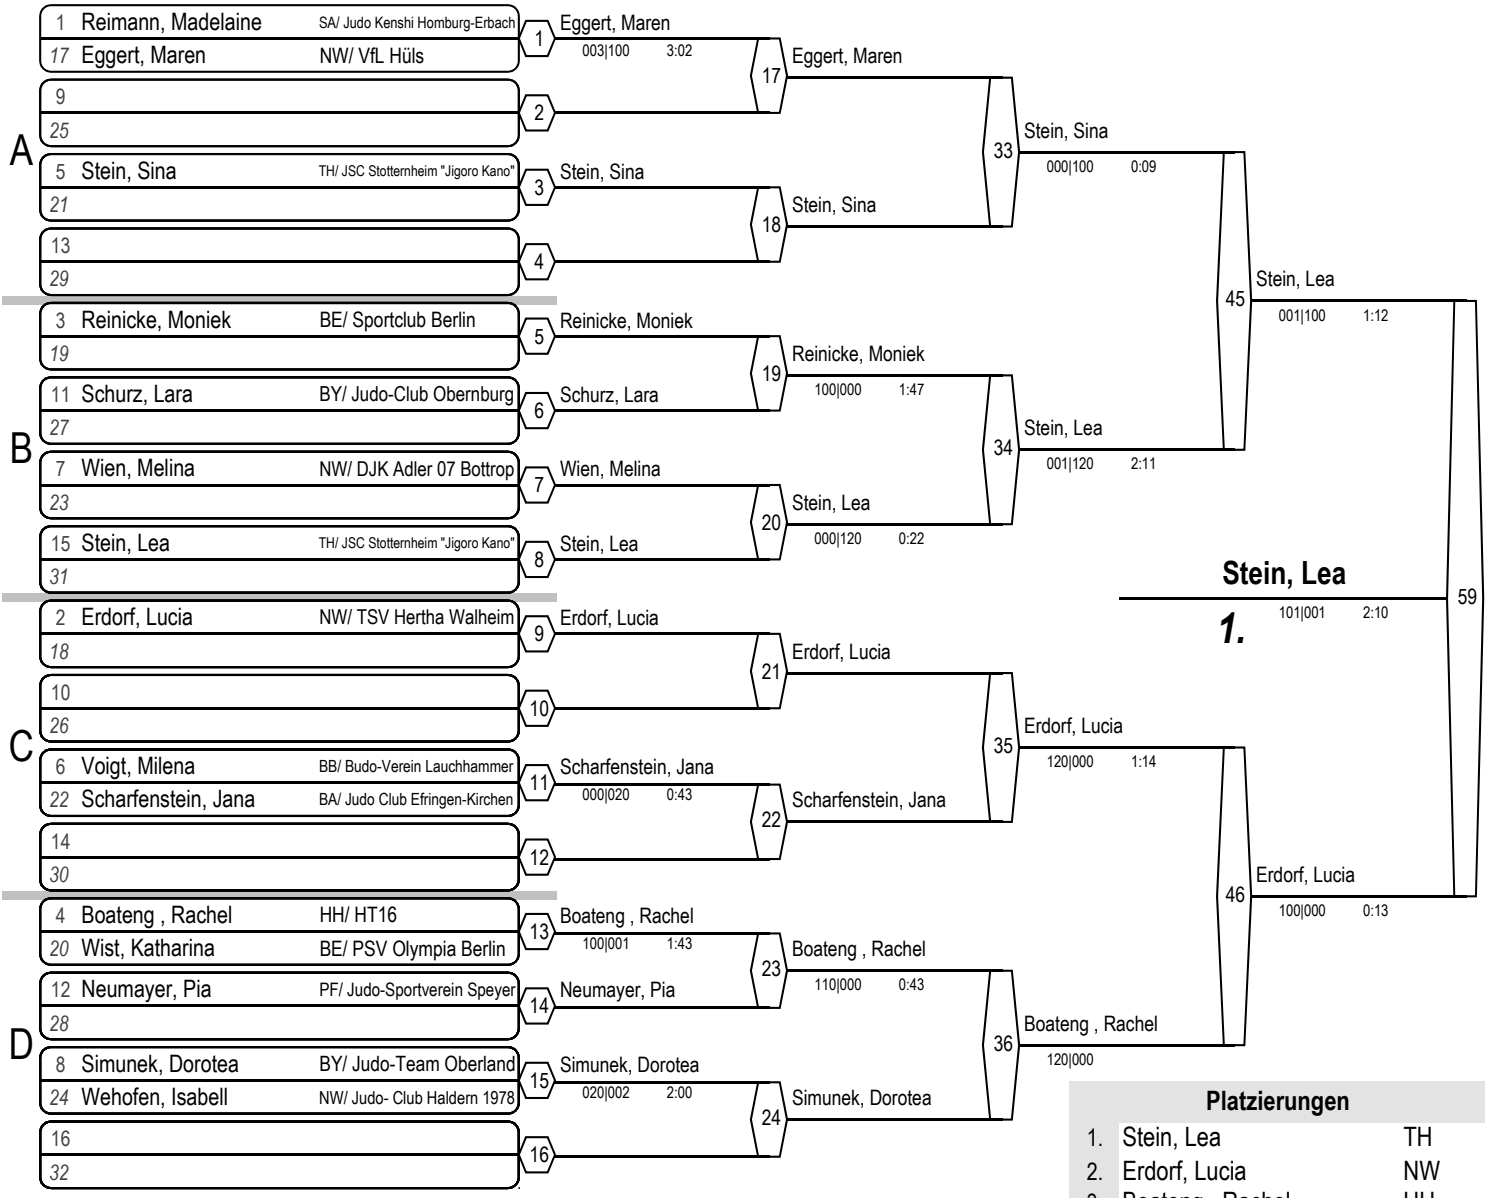 A
1 Reimann, Madelaine SA/ Judo Kenshi Homburg-Erbach
17 Eggert, Maren NW/ VfL Hüls
1
Eggert, Maren
003|100 3:02
9
25
2
17
Eggert, Maren
5 Stein, Sina TH/ JSC Stotternheim "Jigoro Kano"
21
3
Stein, Sina
13
29
4
18
Stein, Sina
33
Stein, Sina
000|100 0:09
B
3 Reinicke, Moniek BE/ Sportclub Berlin
19
5
Reinicke, Moniek
11 Schurz, Lara BY/ Judo-Club Obernburg
27
6
Schurz, Lara
19
Reinicke, Moniek
100|000 1:47
7 Wien, Melina NW/ DJK Adler 07 Bottrop
23
7
Wien, Melina
15 Stein, Lea TH/ JSC Stotternheim "Jigoro Kano"
31
8
Stein, Lea
20
Stein, Lea
000|120 0:22
34
Stein, Lea
001|120 2:11
45
Stein, Lea
001|100 1:12
C
2 Erdorf, Lucia NW/ TSV Hertha Walheim
18
9
Erdorf, Lucia
10
26
10
21
Erdorf, Lucia
6 Voigt, Milena BB/ Budo-Verein Lauchhammer
22 Scharfenstein, Jana BA/ Judo Club Efringen-Kirchen
11
Scharfenstein, Jana
000|020 0:43
14
30
12
22
Scharfenstein, Jana
35
Erdorf, Lucia
120|000 1:14
D
4 Boateng , Rachel HH/ HT16
20 Wist, Katharina BE/ PSV Olympia Berlin
13
Boateng , Rachel
100|001 1:43
12 Neumayer, Pia PF/ Judo-Sportverein Speyer
28
14
Neumayer, Pia
23
Boateng , Rachel
110|000 0:43
8 Simunek, Dorotea BY/ Judo-Team Oberland
24 Wehofen, Isabell NW/ Judo- Club Haldern 1978
15
Simunek, Dorotea
020|002 2:00
16
32
16
24
Simunek, Dorotea
36
Boateng , Rachel
120|000
46
Erdorf, Lucia
100|000 0:13
59
Stein, Lea
1. 101|001 2:10
Platzierungen
1. Stein, Lea TH
2. Erdorf, Lucia NW
3. Boateng , Rachel HH